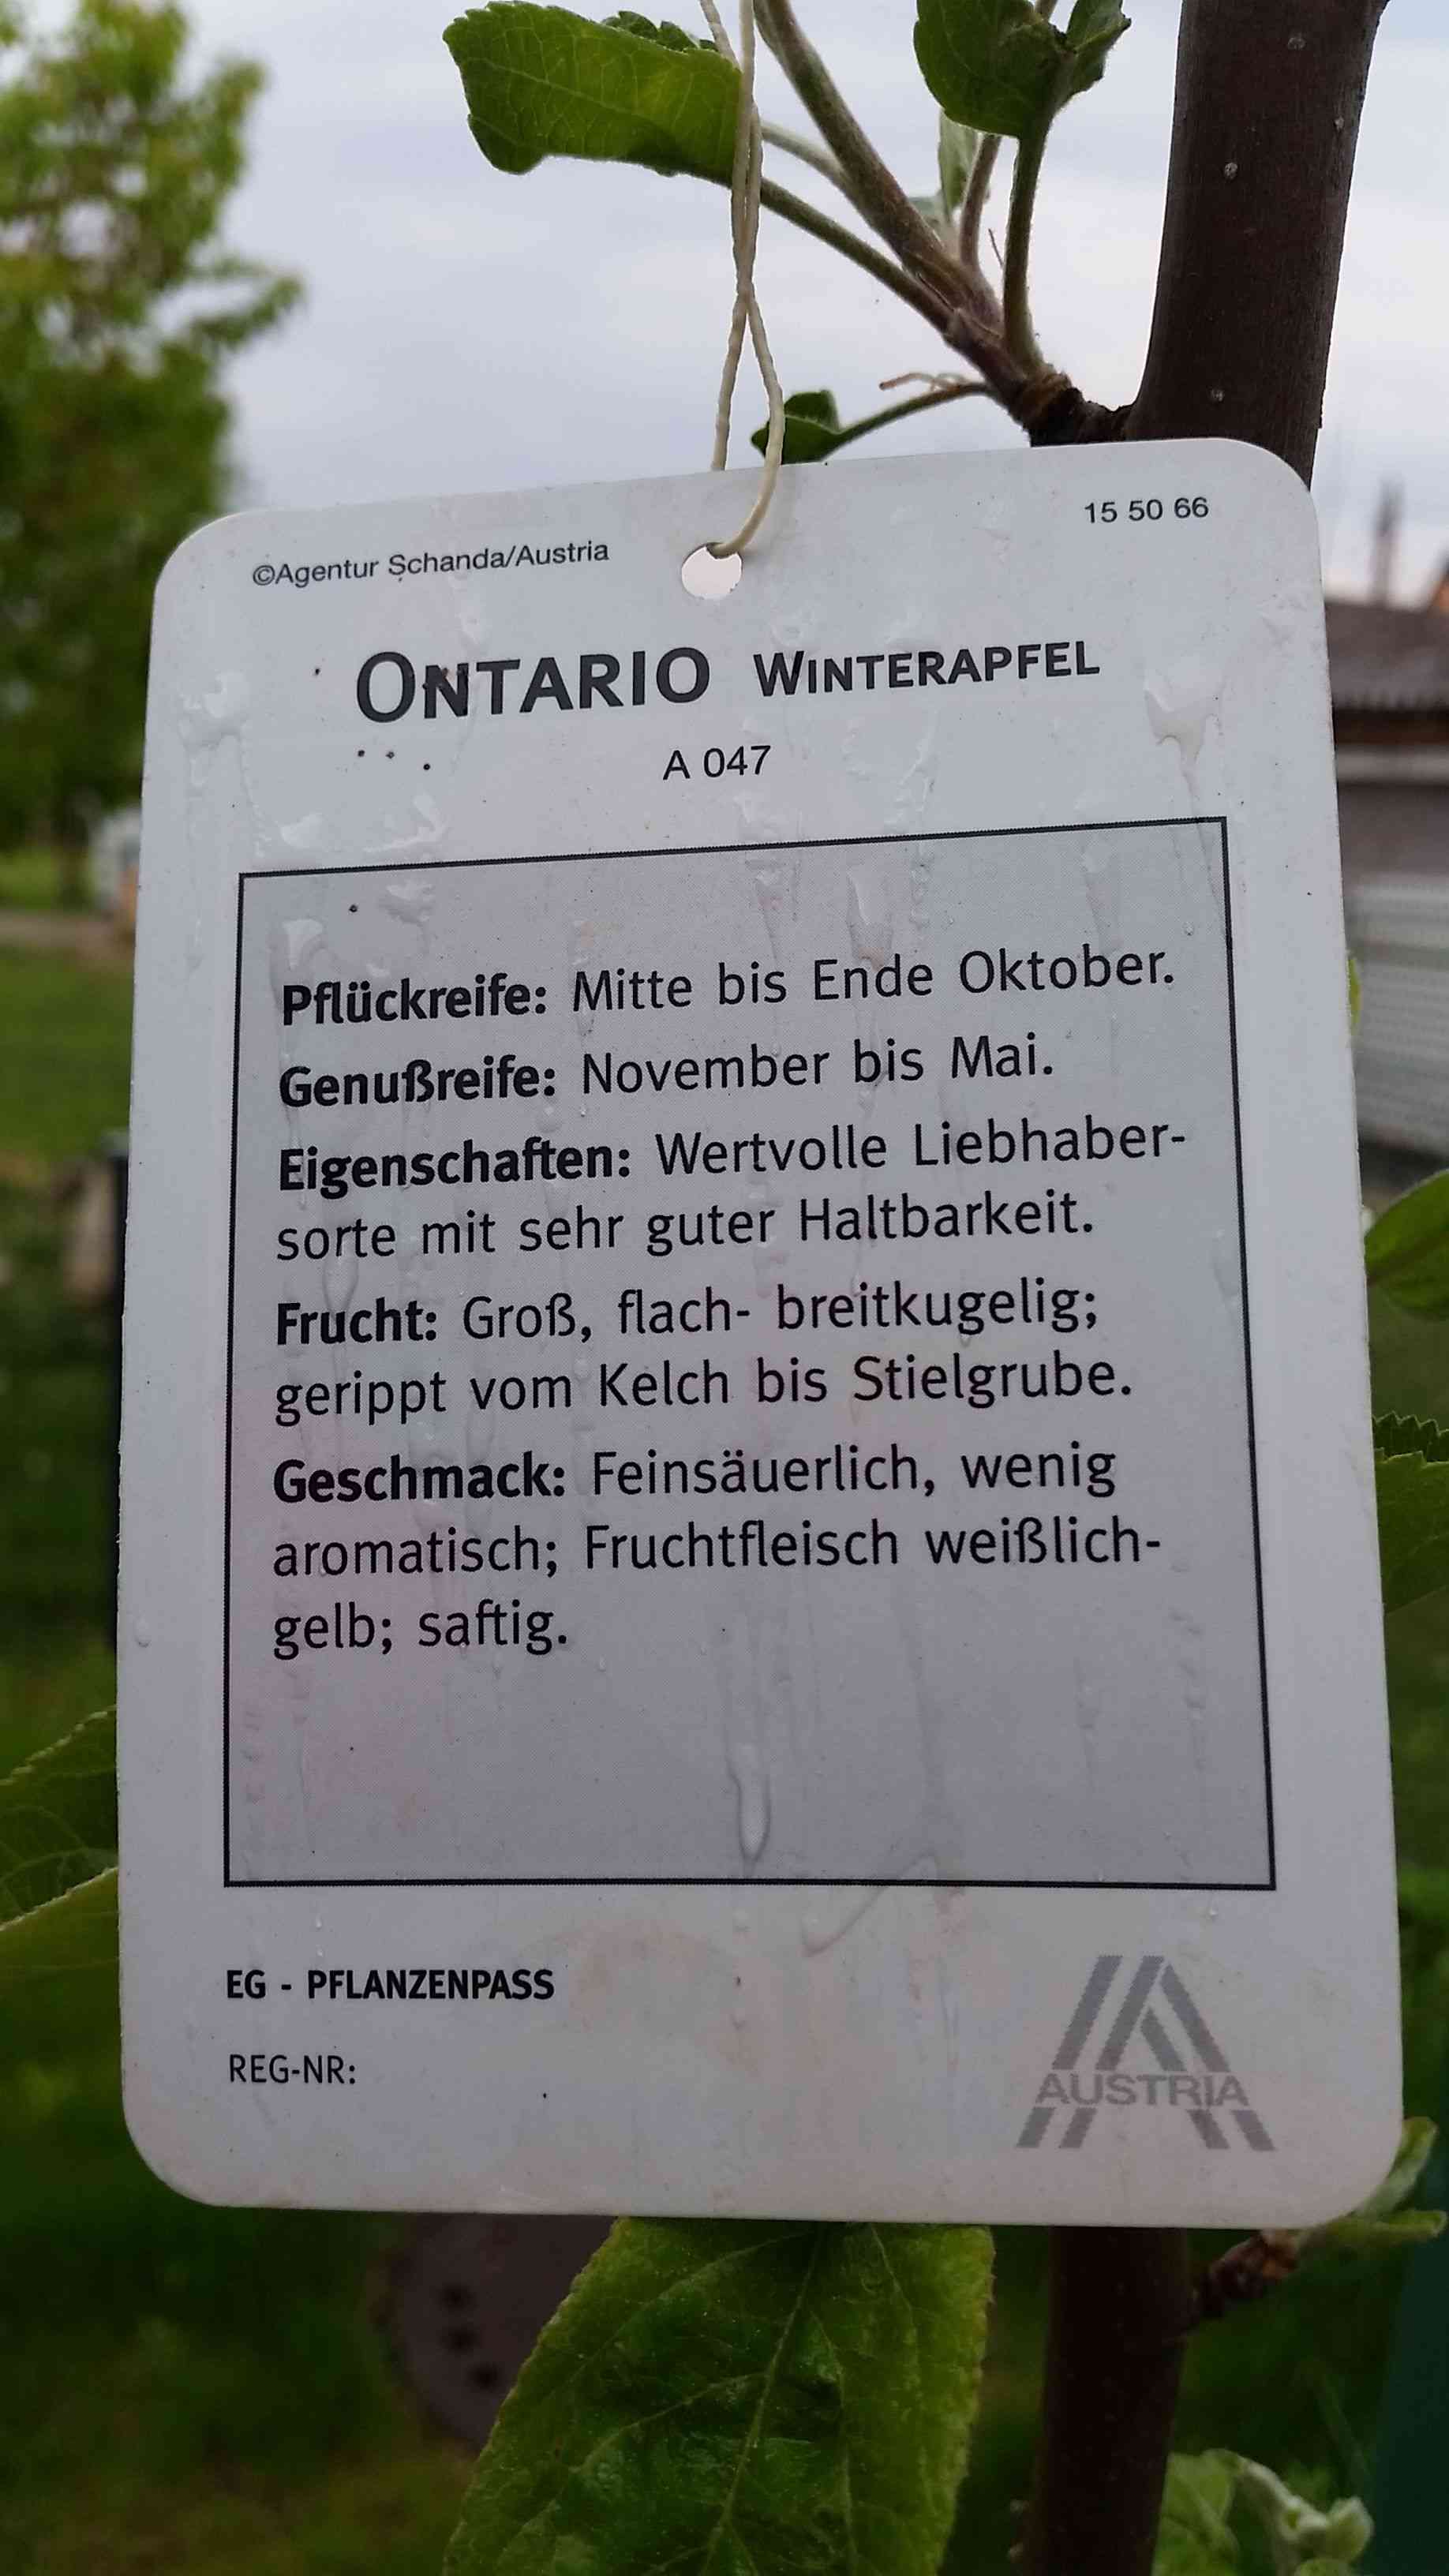 ©Agentur Schanda/Austria
15 50 66
ONTARIO WINTERAPFEL
A 047
Pflückreife: Mitte bis Ende Oktober.
Genußreife: November bis Mai.
Eigenschaften: Wertvolle Liebhaber-
sorte mit sehr guter Haltbarkeit.
Frucht: Groß, flach- breitkugelig;
gerippt vom Kelch bis Stielgrube.
Geschmack: Feinsäuerlich, wenig
aromatisch; Fruchtfleisch weißlich-
gelb; saftig.
EG - PFLANZENPASS
REG-NR:
AUSTRIA